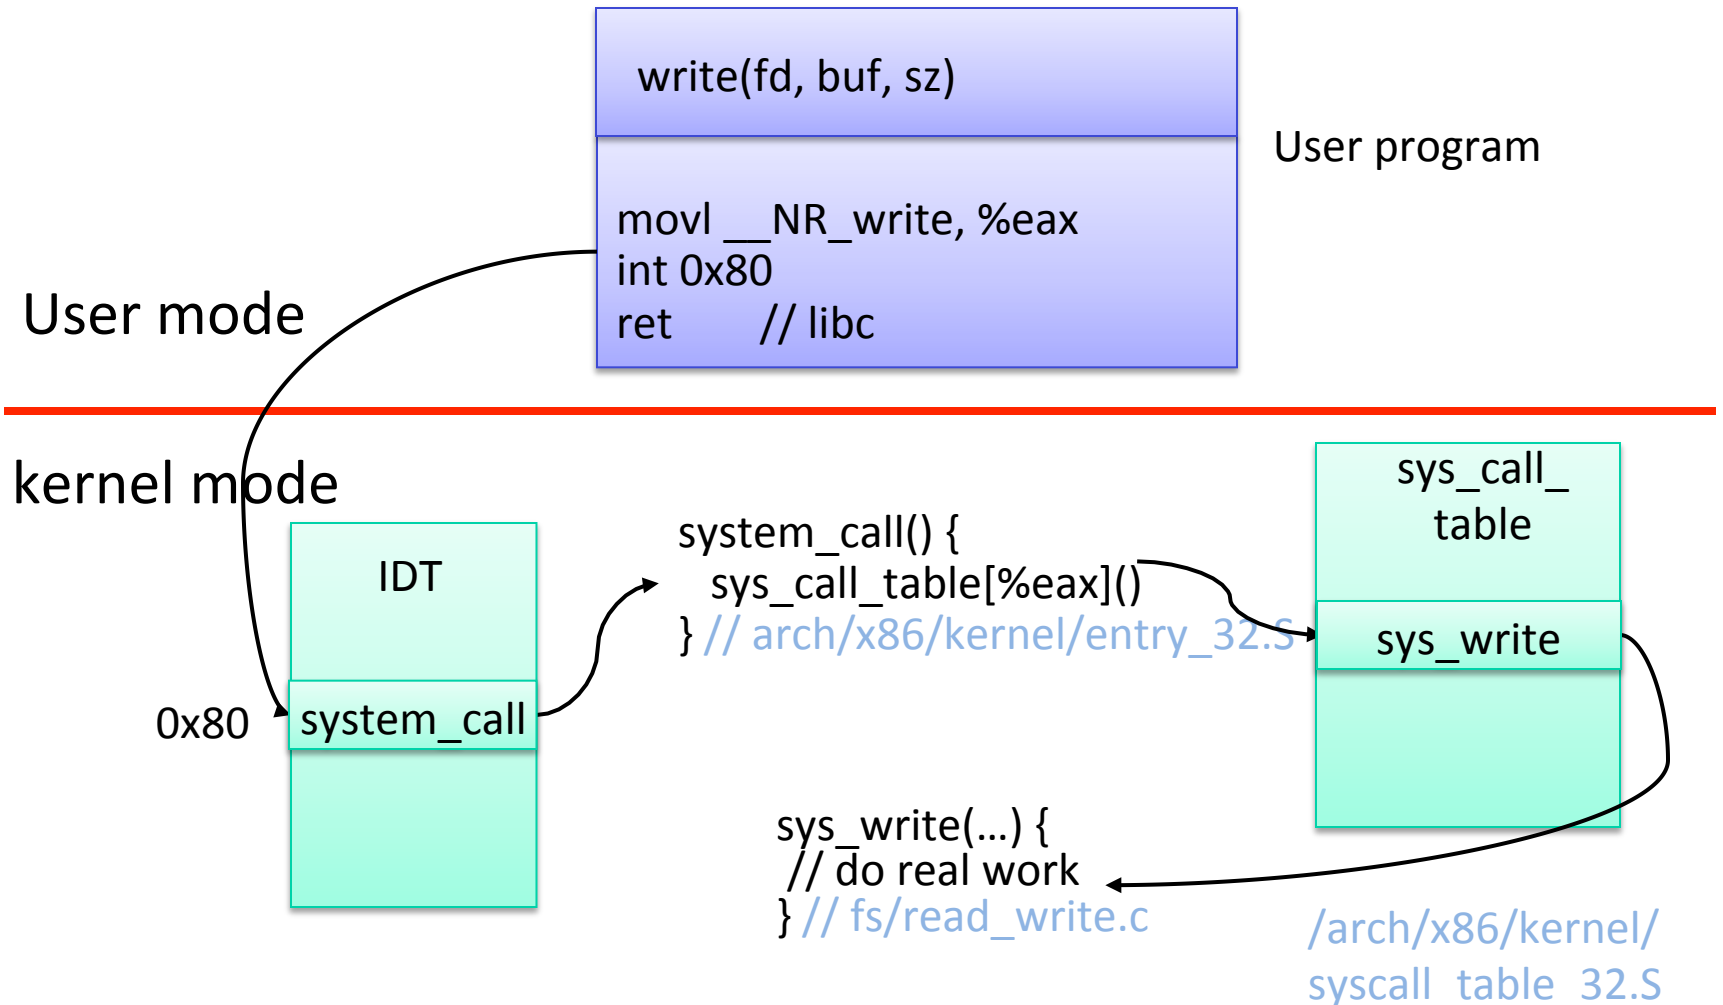 write(fd, buf, sz)
User program
movl __NR_write, %eax
int 0x80
ret // libc
User mode
kernel mode
IDT
0x80
system_call
system_call() {
sys_call_table[%eax]()
} // arch/x86/kernel/entry_32.S
sys_call_
table
sys_write
sys_write(…) {
// do real work
} // fs/read_write.c
/arch/x86/kernel/
syscall_table_32.S